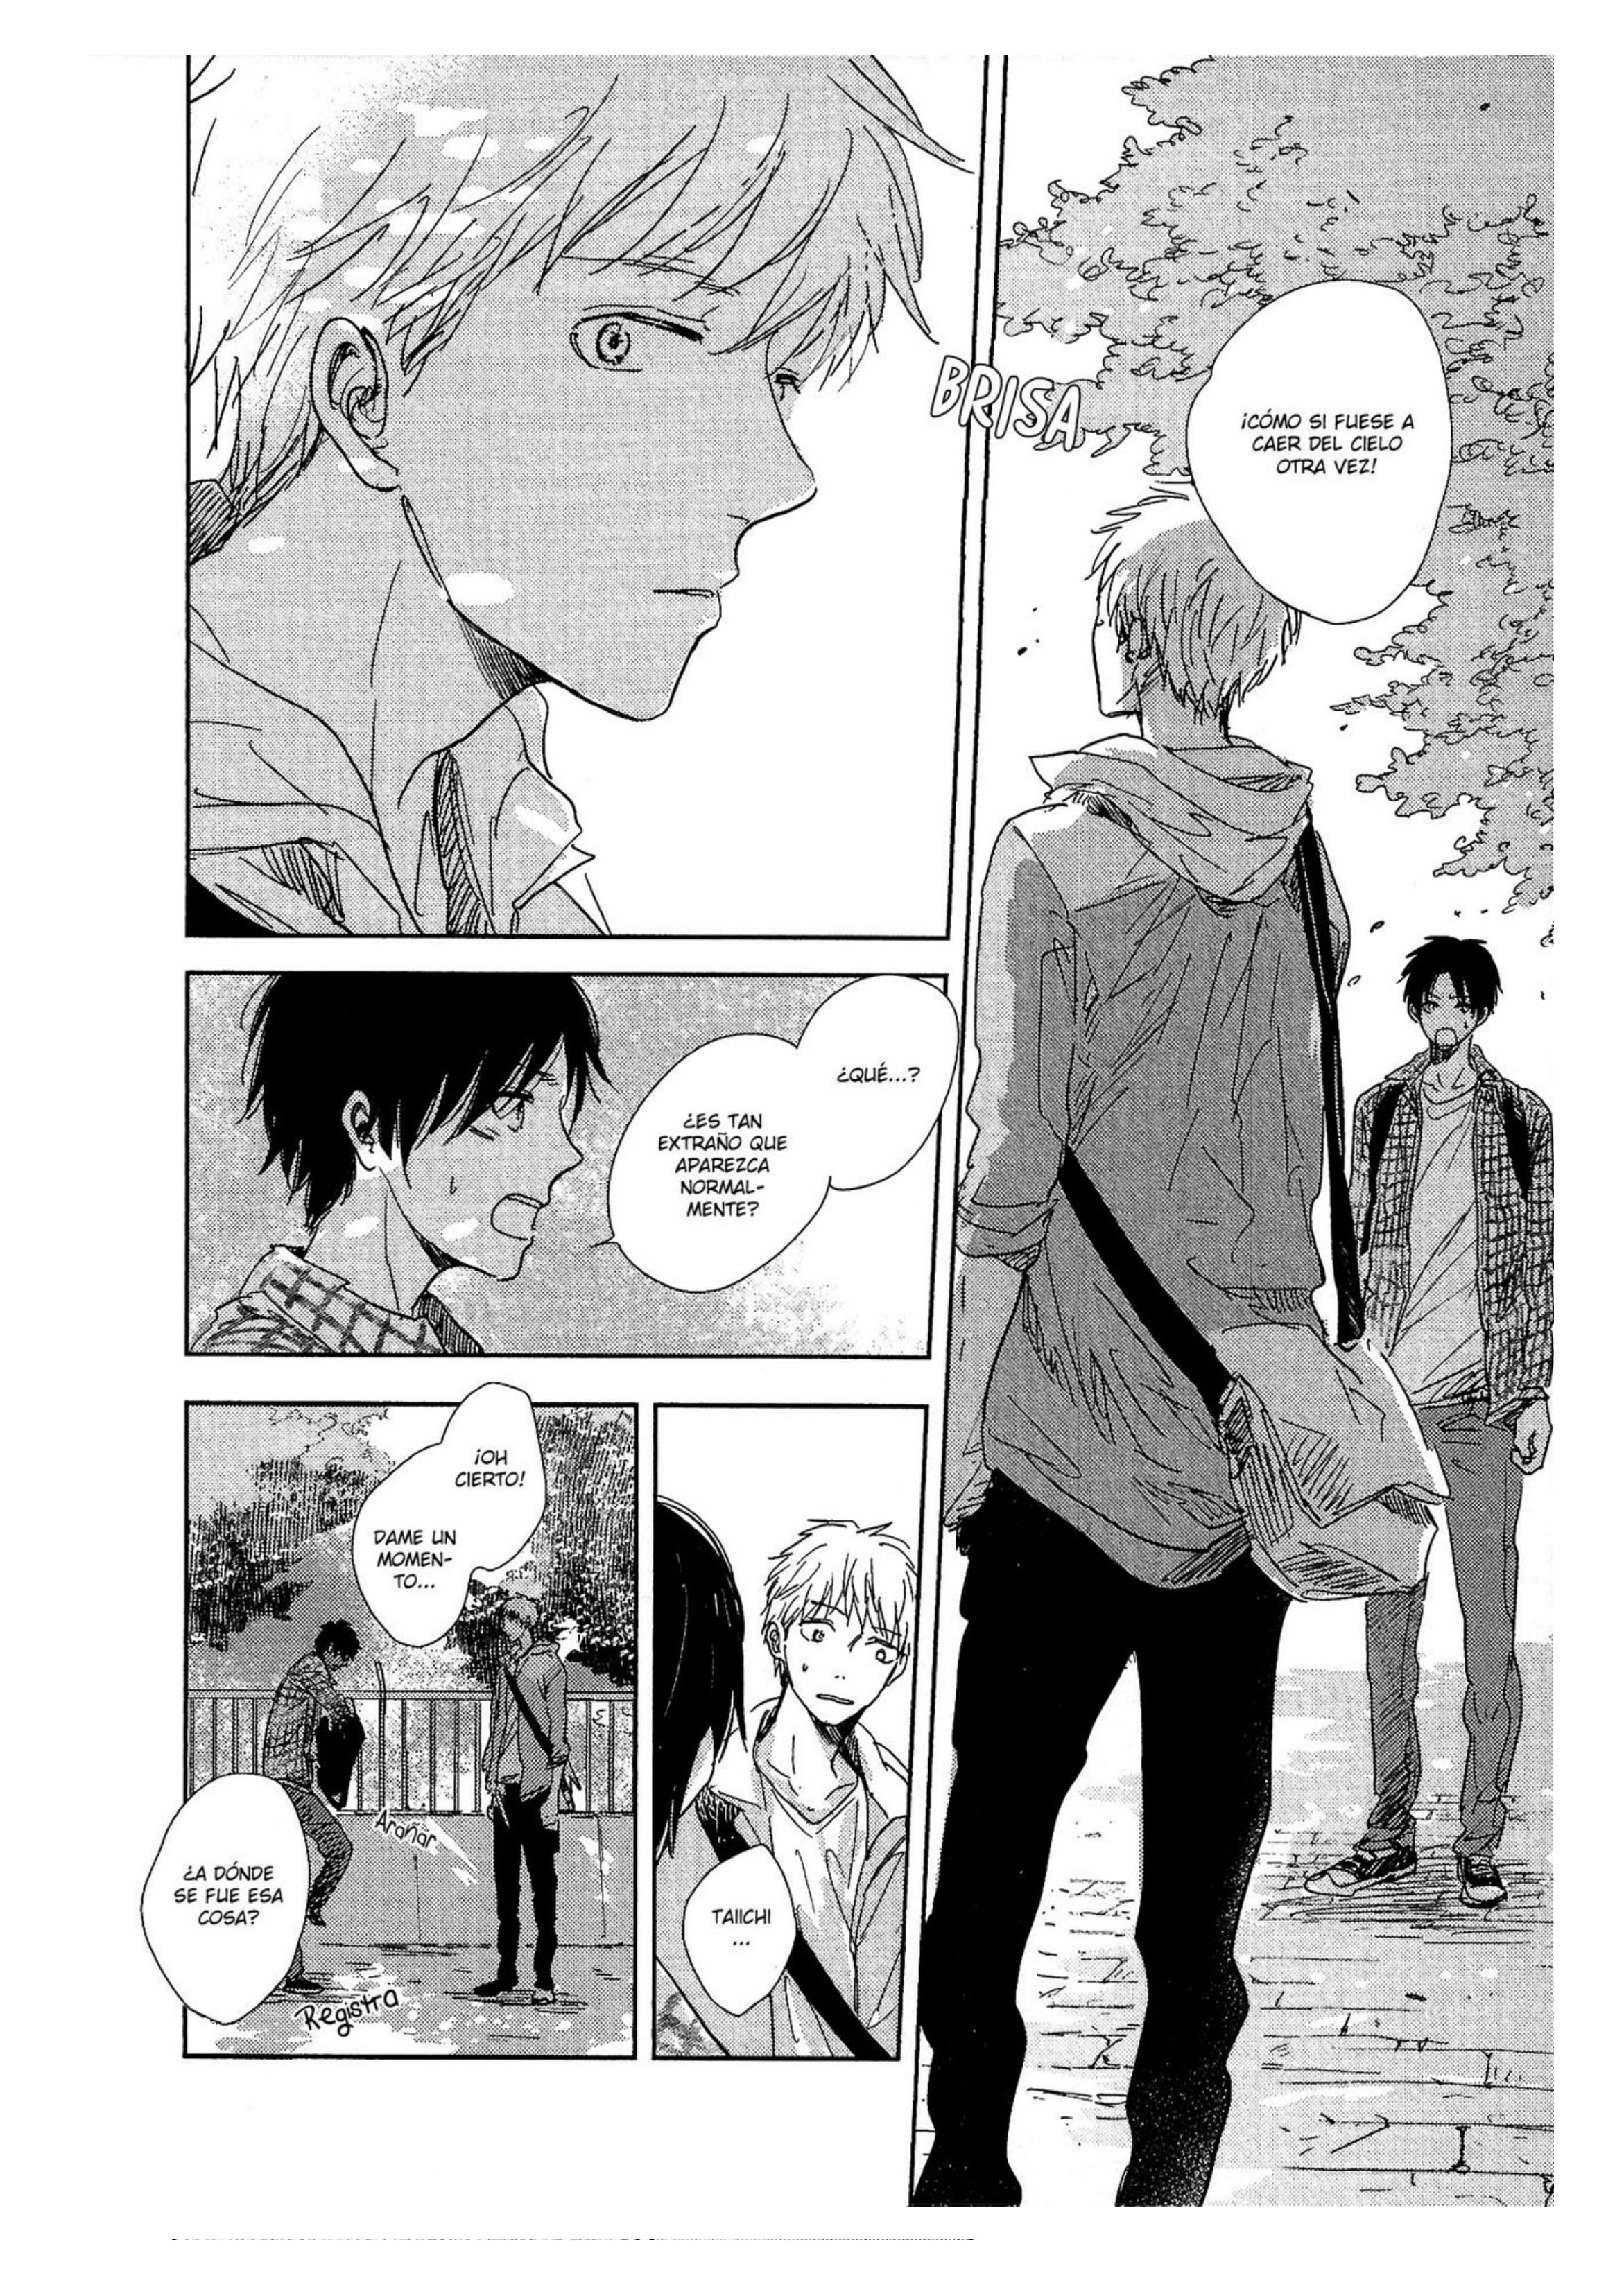 ¡CÓMO SI FUESE A
CAER DEL CIELO
OTRA VEZ!
BRISA
¿QUÉ...?
¿ES TAN
EXTRAÑO QUE
APAREZCA
NORMAL-
MENTE?
TAIICHI
...
¡OH
CIERTO!
DAME UN
MOMEN-
TO...
Arañar
¿A DÓNDE
SE FUE ESA
COSA?
Registra